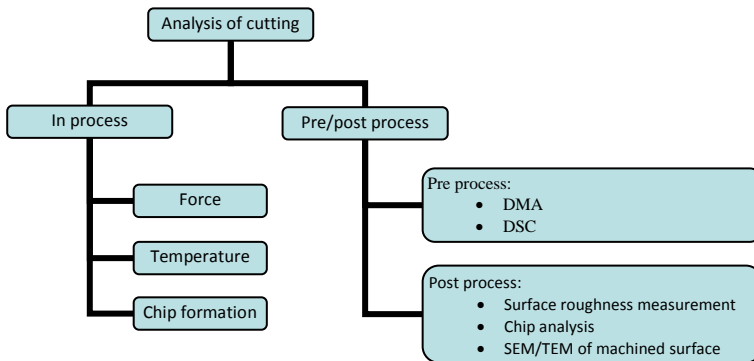 Analysis of cutting
In process
Pre/post process
Force
Temperature
Chip formation
Pre process:
• DMA
• DSC
Post process:
• Surface roughness measurement
• Chip analysis
• SEM/TEM of machined surface